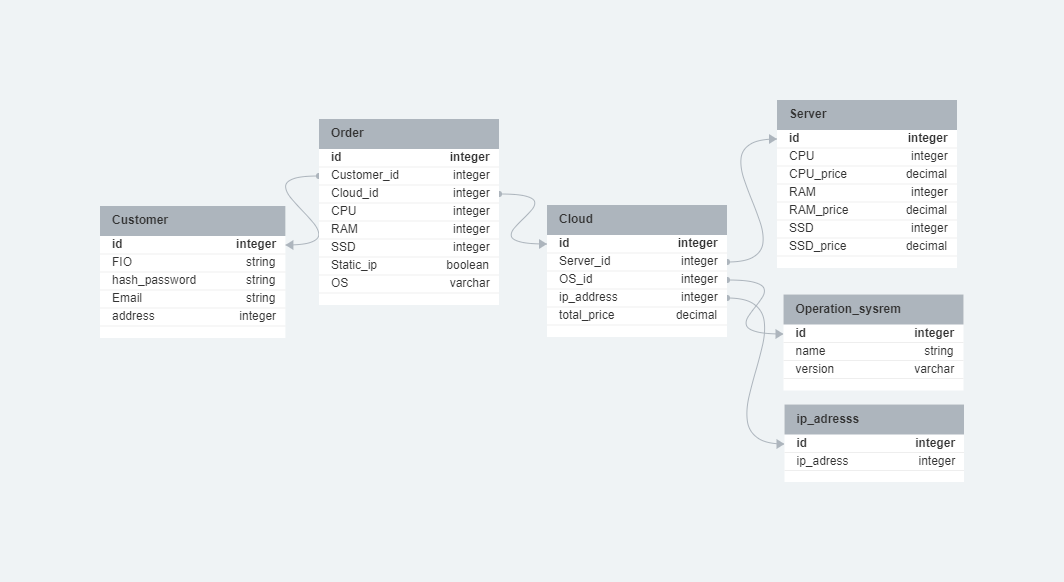 Customer
id integer
FIO string
hash_password string
Email string
address integer
Order
id integer
Customer_id integer
Cloud_id integer
CPU integer
RAM integer
SSD integer
Static_ip boolean
OS varchar
Cloud
id integer
Server_id integer
OS_id integer
ip_address integer
total_price decimal
Server
id integer
CPU integer
CPU_price decimal
RAM integer
RAM_price decimal
SSD integer
SSD_price decimal
Operation_sysrem
id integer
name string
version varchar
ip_adresss
id integer
ip_adress integer